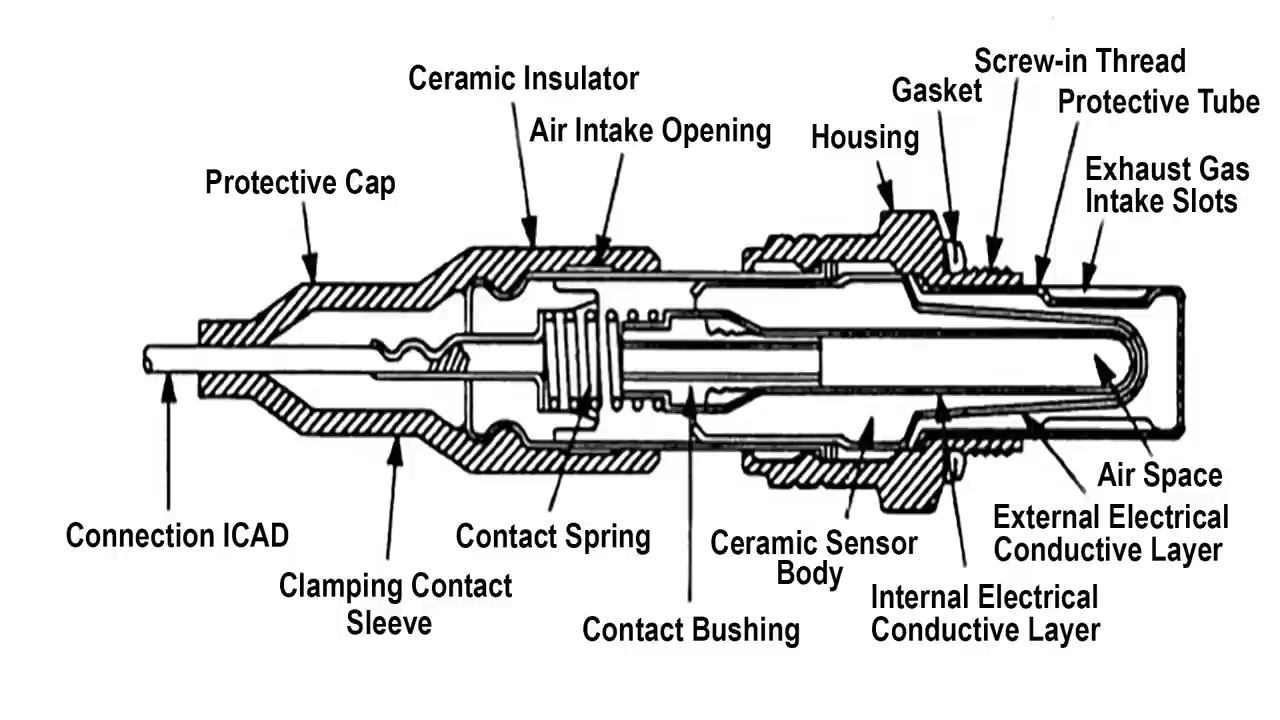 Screw-in Thread
Gasket
Protective Tube
Ceramic Insulator
Air Intake Opening
Housing
Protective Cap
Exhaust Gas
Intake Slots
Air Space
External Electrical
Conductive Layer
Connection ICAD
Contact Spring
Ceramic Sensor
Body
Clamping Contact
Sleeve
Internal Electrical
Conductive Layer
Contact Bushing